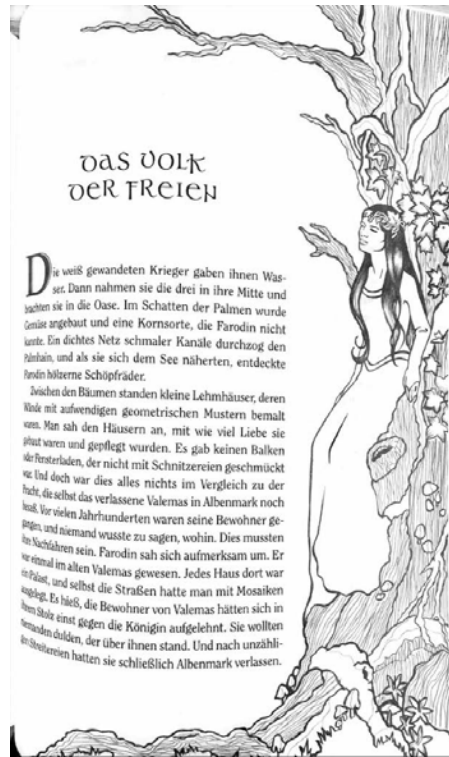 DAS VOLK
DER FREIEN
Die weiß gewandeten Krieger gaben ihnen Was-
ser. Dann nahmen sie die drei in ihre Mitte und
brachten sie in die Oase. Im Schatten der Palmen wurde
Gemüse angebaut und eine Kornsorte, die Farodin nicht
kannte. Ein dichtes Netz schmaler Kanäle durchzog den
Palmhain, und als sie sich dem See näherten, entdeckte
Farodin hölzerne Schöpfräder.
Zwischen den Bäumen standen kleine Lehmhäuser, deren
Wände mit aufwendigen geometrischen Mustern bemalt
waren. Man sah den Häusern an, mit wie viel Liebe sie
gebaut waren und gepflegt wurden. Es gab keinen Balken
oder Fensterladen, der nicht mit Schnitzereien geschmückt
war. Und doch war dies alles nichts im Vergleich zu der
Pracht, die selbst das verlassene Valemas in Albenmark noch
besaß. Vor vielen Jahrhunderten waren seine Bewohner ge-
gangen, und niemand wusste zu sagen, wohin. Dies mussten
ihre Nachfahren sein. Farodin sah sich aufmerksam um. Er
war einmal im alten Valemas gewesen. Jedes Haus dort war
ein Palast, und selbst die Straßen hatte man mit Mosaiken
ausgelegt. Es hieß, die Bewohner von Valemas hätten sich in
ihrem Stolz einst gegen die Königin aufgelehnt. Sie wollten
niemanden dulden, der über ihnen stand. Und nach unzähli-
gen Streitereien hatten sie schließlich Albenmark verlassen.